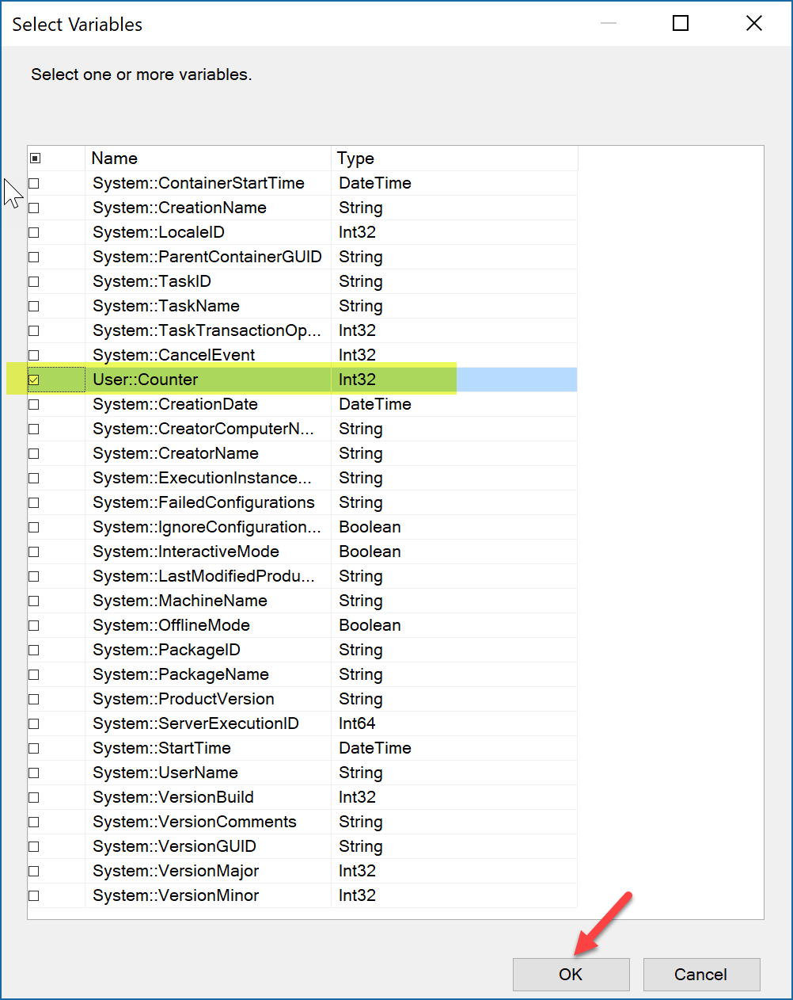 Select Variables
Select one or more variables.
Name Type
System::ContainerStartTime DateTime
System::CreationName String
System::LocaleID Int32
System::ParentContainerGUID String
System::TaskID String
System::TaskName String
System::TaskTransactionOp... Int32
System::CancelEvent Int32
User::Counter Int32
System::CreationDate DateTime
System::CreatorComputerN... String
System::CreatorName String
System::ExecutionInstance... String
System::FailedConfigurations String
System::IgnoreConfiguration... Boolean
System::InteractiveMode Boolean
System::LastModifiedProdu... String
System::MachineName String
System::OfflineMode Boolean
System::PackageID String
System::PackageName String
System::ProductVersion String
System::ServerExecutionID Int64
System::StartTime DateTime
System::UserName String
System::VersionBuild Int32
System::VersionComments String
System::VersionGUID String
System::VersionMajor Int32
System::VersionMinor Int32
OK Cancel